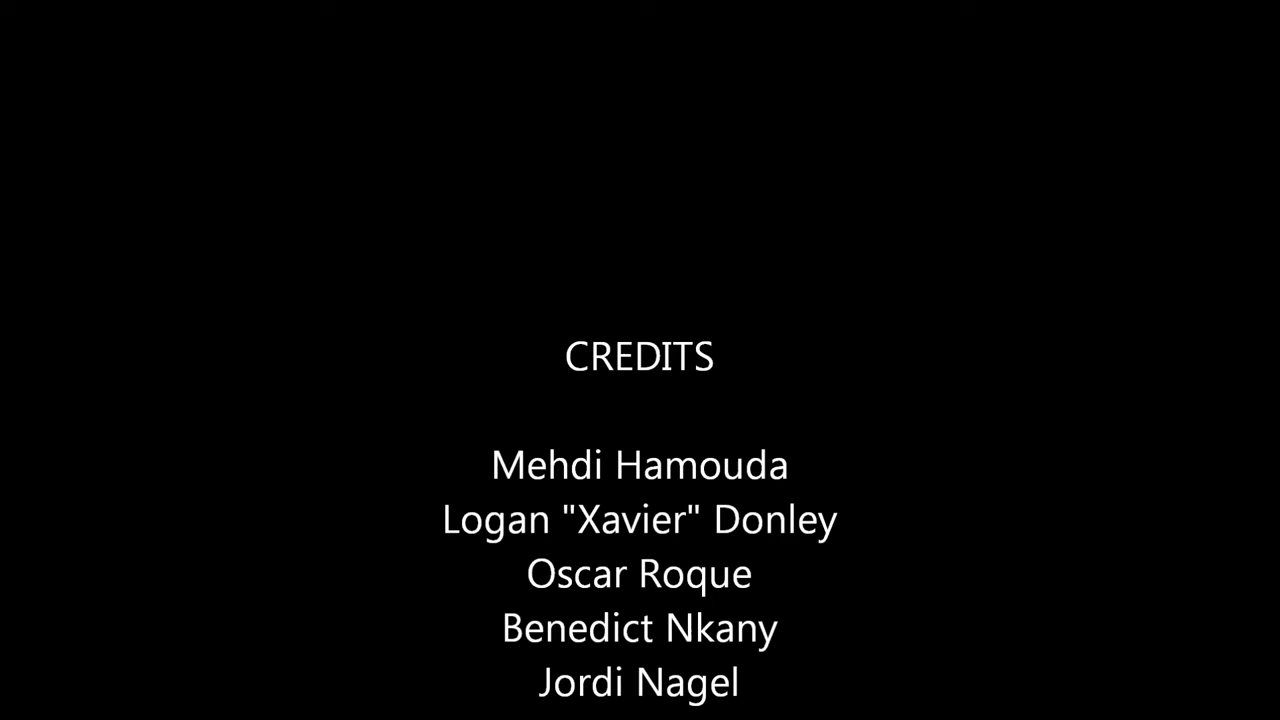 CREDITS
Mehdi Hamouda
Logan "Xavier" Donley
Oscar Roque
Benedict Nkany
Jordi Nagel